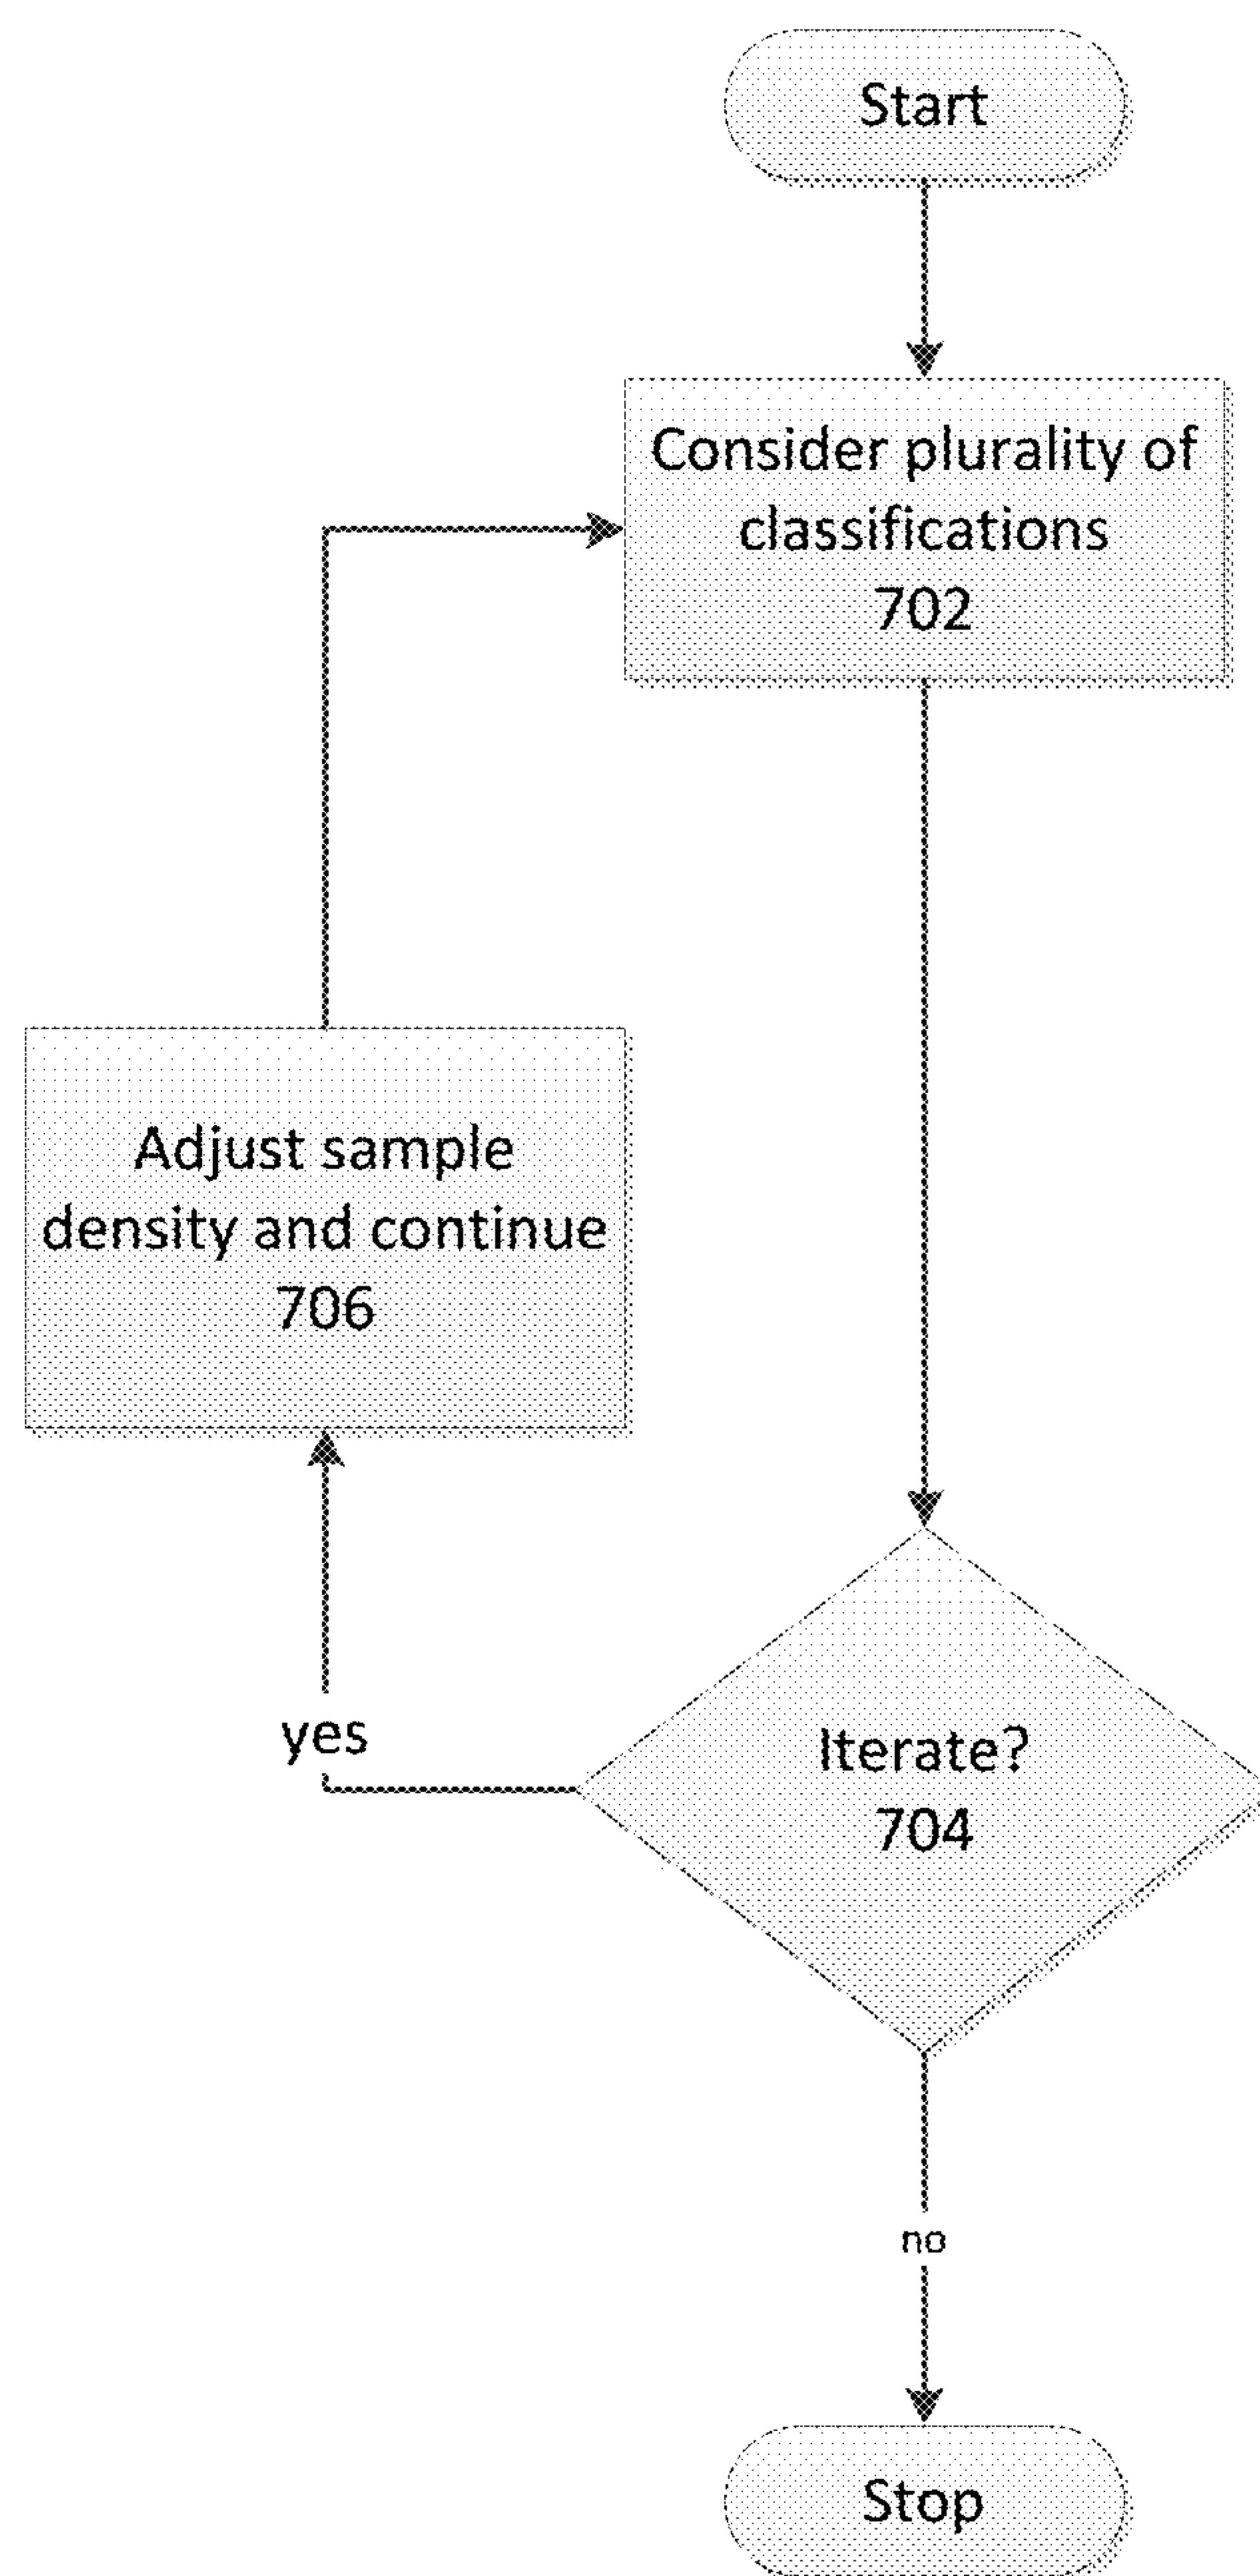 Start
Consider plurality of
classifications
702
Adjust sample
density and continue
706
yes
Iterate?
704
no
Stop